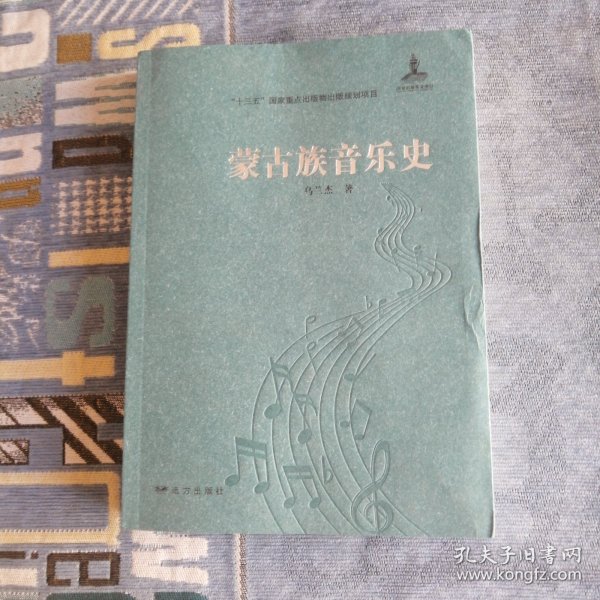 "十三五"国家重点出版物出版规划项目
蒙古族音乐史
乌兰杰 著
远方出版社
孔夫子旧书网
www.kongfz.com